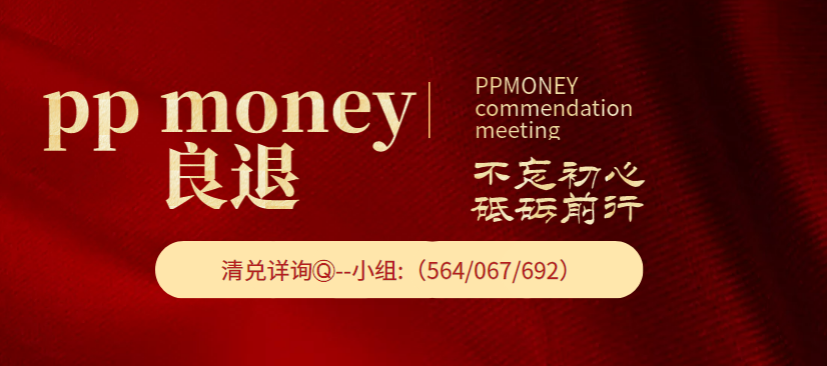 pp money
良退
PPMONEY
commendation
meeting
不忘初心
砥砺前行
清兑详询Ⓠ--小组:（564/067/692）